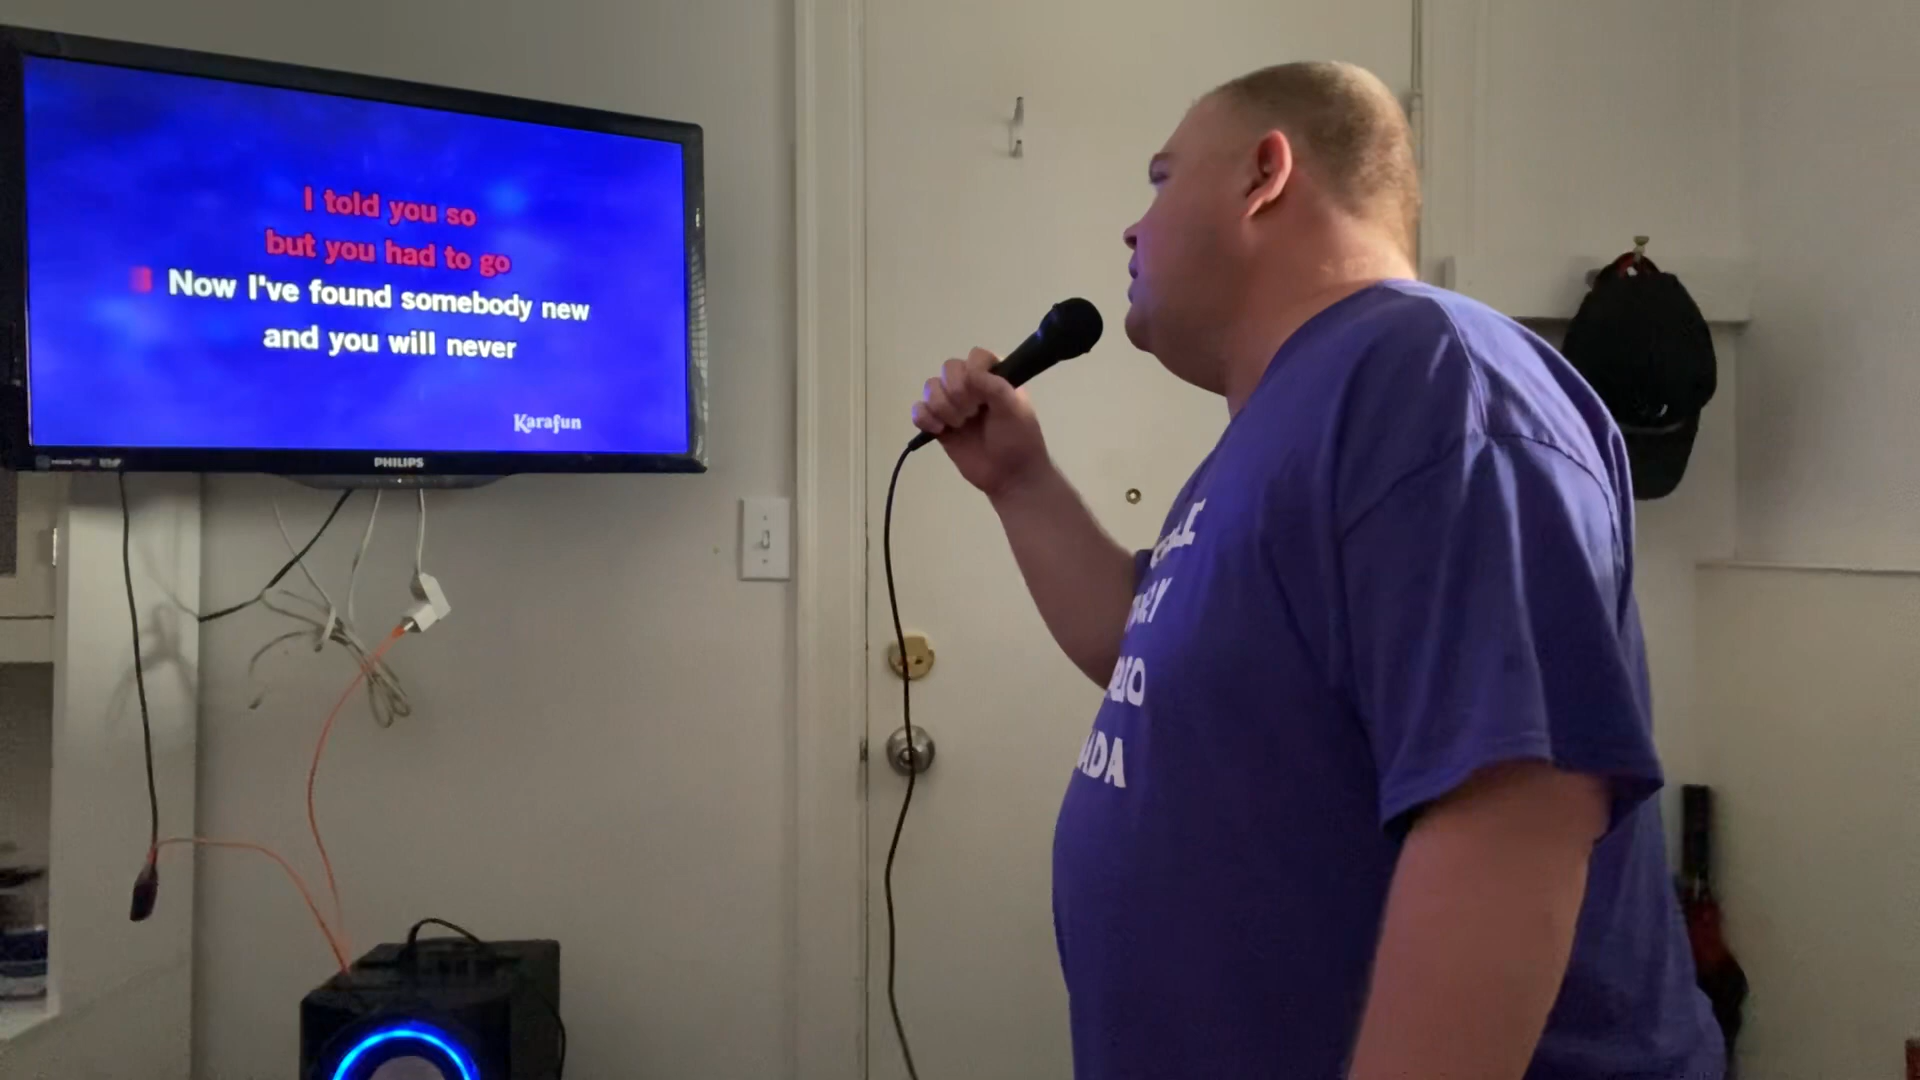 I told you so
but you had to go
Now I've found somebody new
and you will never
Karafun
PHILIPS
ADA